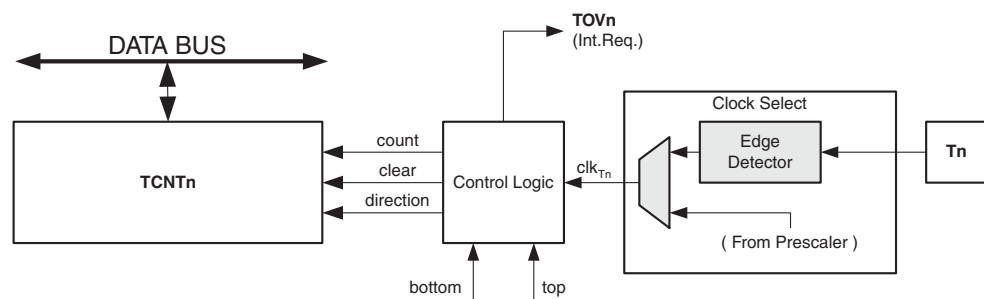 TOVn
(Int.Req.)
DATA BUS
Clock Select
count
Edge
Detector
Tn
TCNTn
clear
Control Logic
clkTn
direction
( From Prescaler )
bottom
top